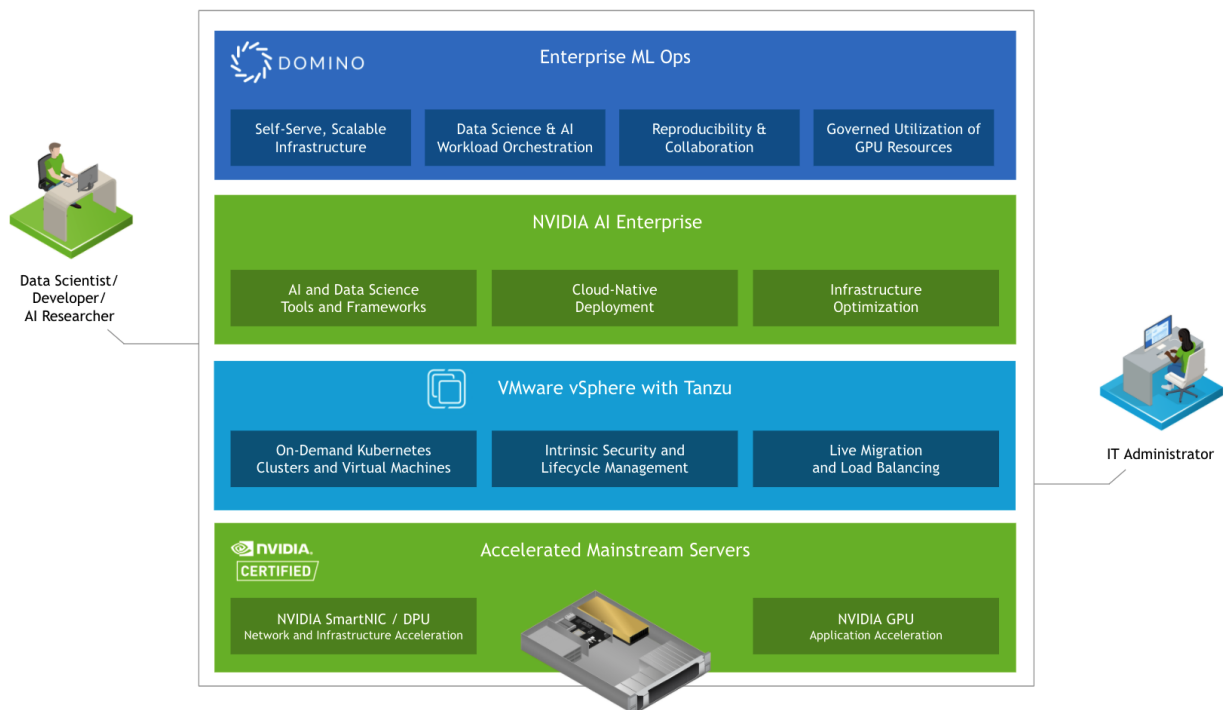 DOMINO
Enterprise ML Ops
Self-Serve, Scalable
Infrastructure
Data Science & AI
Workload Orchestration
Reproducibility &
Collaboration
Governed Utilization of
GPU Resources
NVIDIA AI Enterprise
AI and Data Science
Tools and Frameworks
Cloud-Native
Deployment
Infrastructure
Optimization
Data Scientist/
Developer/
AI Researcher
VMware vSphere with Tanzu
On-Demand Kubernetes
Clusters and Virtual Machines
Intrinsic Security and
Lifecycle Management
Live Migration
and Load Balancing
IT Administrator
NVIDIA.
CERTIFIED
Accelerated Mainstream Servers
NVIDIA SmartNIC / DPU
Network and Infrastructure Acceleration
NVIDIA GPU
Application Acceleration